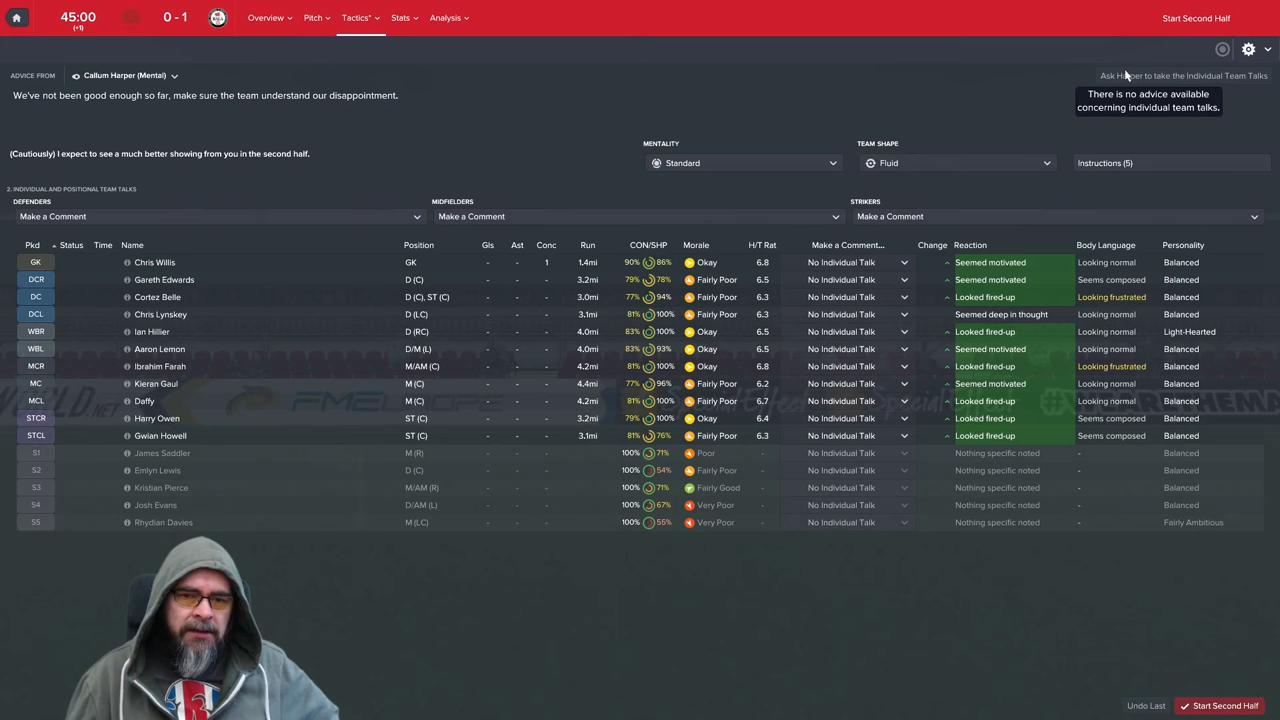 45:00
(+1)
0 - 1
BALA
Overview
Pitch
Tactics*
Stats
Analysis
Start Second Half
ADVICE FROM
Callum Harper (Mental)
Ask Harper to take the Individual Team Talks
We've not been good enough so far, make sure the team understand our disappointment.
There is no advice available
concerning individual team talks.
(Cautiously) I expect to see a much better showing from you in the second half.
MENTALITY
TEAM SHAPE
Standard
Fluid
Instructions (5)
2. INDIVIDUAL AND POSITIONAL TEAM TALKS
DEFENDERS MIDFIELDERS STRIKERS
Make a Comment Make a Comment Make a Comment
Pkd Status Time Name Position Gls Ast Conc Run CON/SHP Morale H/T Rat Make a Comment... Change Reaction Body Language Personality
GK Chris Willis GK - - 1 1.4mi 90% 86% Okay 6.8 No Individual Talk Seemed motivated Looking normal Balanced
DCR Gareth Edwards D (C) - - - 3.2mi 79% 78% Fairly Poor 6.5 No Individual Talk Seemed motivated Seems composed Balanced
DC Cortez Belle D (C), ST (C) - - - 3.0mi 77% 94% Fairly Poor 6.3 No Individual Talk Looked fired-up Looking frustrated Balanced
DCL Chris Lynskey D (LC) - - - 3.1mi 81% 100% Fairly Poor 6.3 No Individual Talk Seemed deep in thought Looking normal Balanced
WBR Ian Hillier D (RC) - - - 4.0mi 83% 100% Okay 6.5 No Individual Talk Looked fired-up Looking normal Light-Hearted
WBL Aaron Lemon D/M (L) - - - 4.0mi 83% 93% Okay 6.5 No Individual Talk Seemed motivated Looking normal Balanced
MCR Ibrahim Farah M/AM (C) - - - 4.2mi 81% 100% Okay 6.8 No Individual Talk Looked fired-up Looking frustrated Balanced
MC Kieran Gaul M (C) - - - 4.4mi 77% 96% Fairly Poor 6.2 No Individual Talk Seemed motivated Looking normal Balanced
MCL Daffy M (C) - - - 4.2mi 81% 100% Fairly Poor 6.7 No Individual Talk Looked fired-up Looking normal Balanced
STCR Harry Owen ST (C) - - - 3.2mi 79% 100% Okay 6.4 No Individual Talk Looked fired-up Seems composed Balanced
STCL Gwian Howell ST (C) - - - 3.1mi 81% 76% Fairly Poor 6.3 No Individual Talk Looked fired-up Seems composed Balanced
S1 James Saddler M (R) - - - 100% 71% Poor - No Individual Talk Nothing specific noted - Balanced
S2 Emlyn Lewis D (C) - - - 100% 54% Fairly Poor - No Individual Talk Nothing specific noted - Balanced
S3 Kristian Pierce M/AM (R) - - - 100% 71% Fairly Good - No Individual Talk Nothing specific noted - Balanced
S4 Josh Evans D/AM (L) - - - 100% 67% Very Poor - No Individual Talk Nothing specific noted - Balanced
S5 Rhydian Davies M (LC) - - - 100% 55% Very Poor - No Individual Talk Nothing specific noted - Fairly Ambitious
Undo Last
Start Second Half